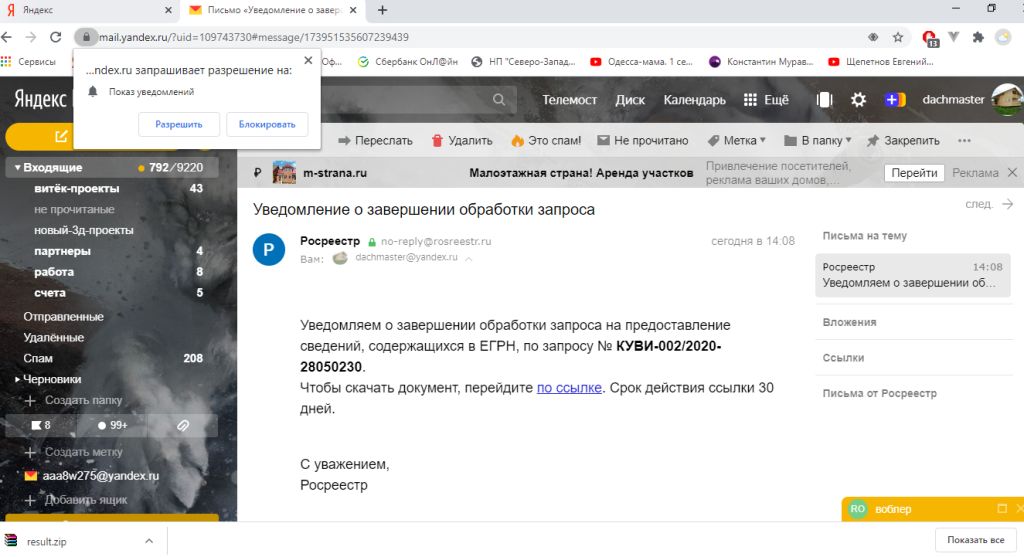 Яндекс
Письмо «Уведомление о завер
mail.yandex.ru/?uid=109743730#message/173951535607239439
13
Сервисы
Оф...
Сбербанк ОнЛ@йн
НП "Северо-Запад...
Одесса-мама. 1 се...
Константин Мурав...
Щепетнов Евгений...
...ndex.ru запрашивает разрешение на:
Показ уведомлений
Разрешить
Блокировать
Яндекс
Телемост
Диск
Календарь
Ещё
dachmaster
Переслать
Удалить
Это спам!
Не прочитано
Метка
В папку
Закрепить
Входящие
792/9220
витёк-проекты
43
не прочитаные
новый-3д-проекты
партнеры
4
работа
8
счета
5
Отправленные
Удалённые
Спам
208
Черновики
Создать папку
8
99+
Создать метку
aaa8w275@yandex.ru
Добавить ящик
₽
m-strana.ru
Малоэтажная страна! Аренда участков
Привлечение посетителей,
реклама ваших домов,...
Перейти
Реклама
Уведомление о завершении обработки запроса
след.
Р
Росреестр
no-reply@rosreestr.ru
сегодня в 14:08
Вам:
dachmaster@yandex.ru
Уведомляем о завершении обработки запроса на предоставление
сведений, содержащихся в ЕГРН, по запросу № КУВИ-002/2020-
28050230.
Чтобы скачать документ, перейдите по ссылке. Срок действия ссылки 30
дней.
С уважением,
Росреестр
Письма на тему
Росреестр
14:08
Уведомляем о завершении об...
Вложения
Ссылки
Письма от Росреестр
RO
воблер
result.zip
Показать все